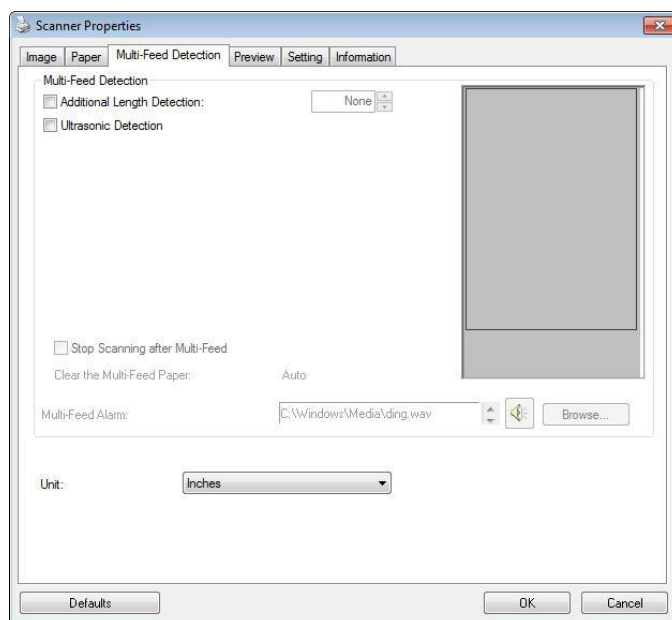 Scanner Properties
Image Paper Multi-Feed Detection Preview Setting Information
Multi-Feed Detection
Additional Length Detection: None
Ultrasonic Detection
Stop Scanning after Multi-Feed
Clear the Multi-Feed Paper: Auto
Multi-Feed Alarm: C:\Windows\Media\ding.wav Browse...
Unit: Inches
Defaults OK Cancel